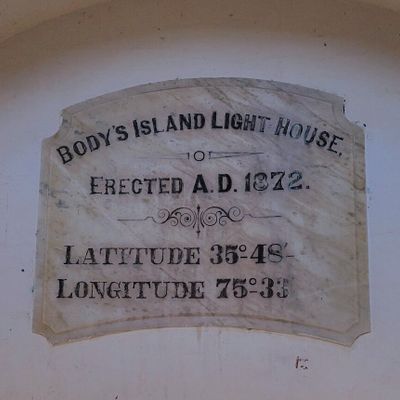 BODY'S ISLAND LIGHT HOUSE.
ERECTED A.D. 1872.
LATITUDE 35°-48'
LONGITUDE 75°-33